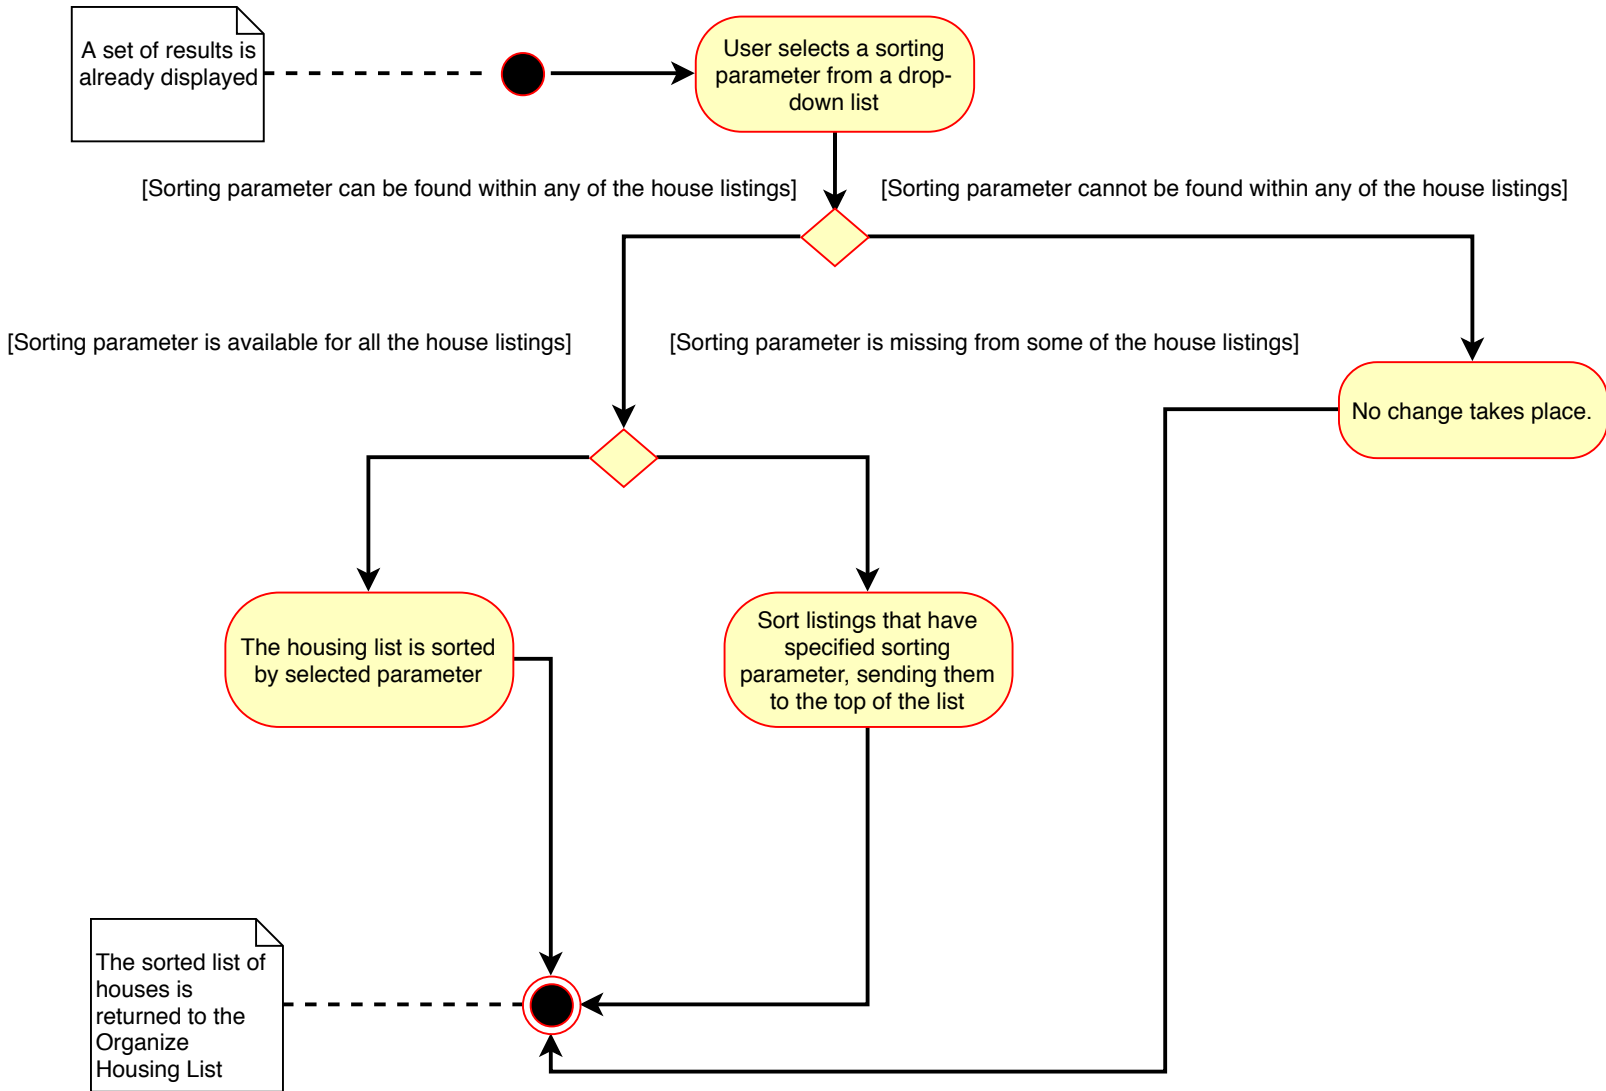 A set of results is
already displayed
User selects a sorting
parameter from a drop-
down list
[Sorting parameter can be found within any of the house listings]
[Sorting parameter cannot be found within any of the house listings]
[Sorting parameter is available for all the house listings]
[Sorting parameter is missing from some of the house listings]
No change takes place.
The housing list is sorted
by selected parameter
Sort listings that have
specified sorting
parameter, sending them
to the top of the list
The sorted list of
houses is
returned to the
Organize
Housing List